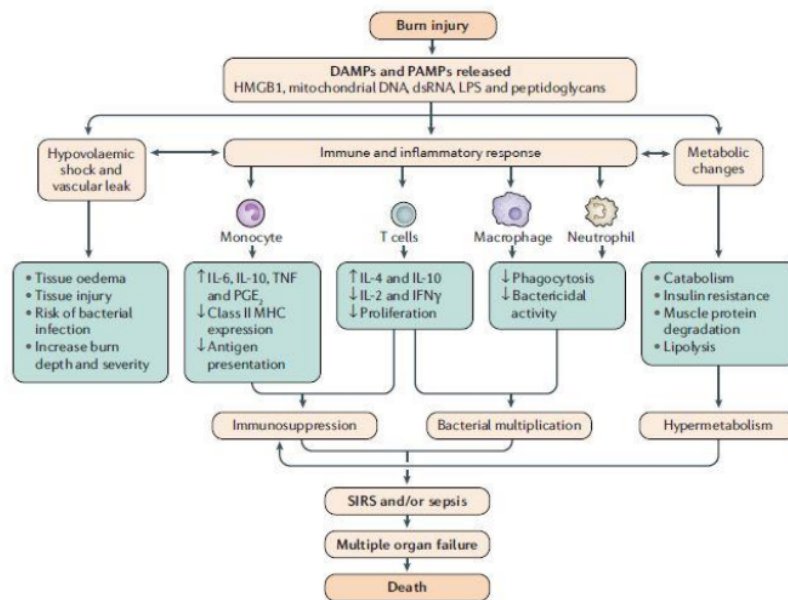 Burn injury
DAMPs and PAMPs released
HMGB1, mitochondrial DNA, dsRNA, LPS and peptidoglycans
Hypovolaemic
shock and
vascular leak
Immune and inflammatory response
Metabolic
changes
Monocyte
T cells
Macrophage
Neutrophil
• Tissue oedema
• Tissue injury
• Risk of bacterial
infection
• Increase burn
depth and severity
↑ IL-6, IL-10, TNF
and PGE₂
↓ Class II MHC
expression
↓ Antigen
presentation
↑ IL-4 and IL-10
↓ IL-2 and IFNγ
↓ Proliferation
↓ Phagocytosis
↓ Bactericidal
activity
• Catabolism
• Insulin resistance
• Muscle protein
degradation
• Lipolysis
Immunosuppression
Bacterial multiplication
Hypermetabolism
SIRS and/or sepsis
Multiple organ failure
Death